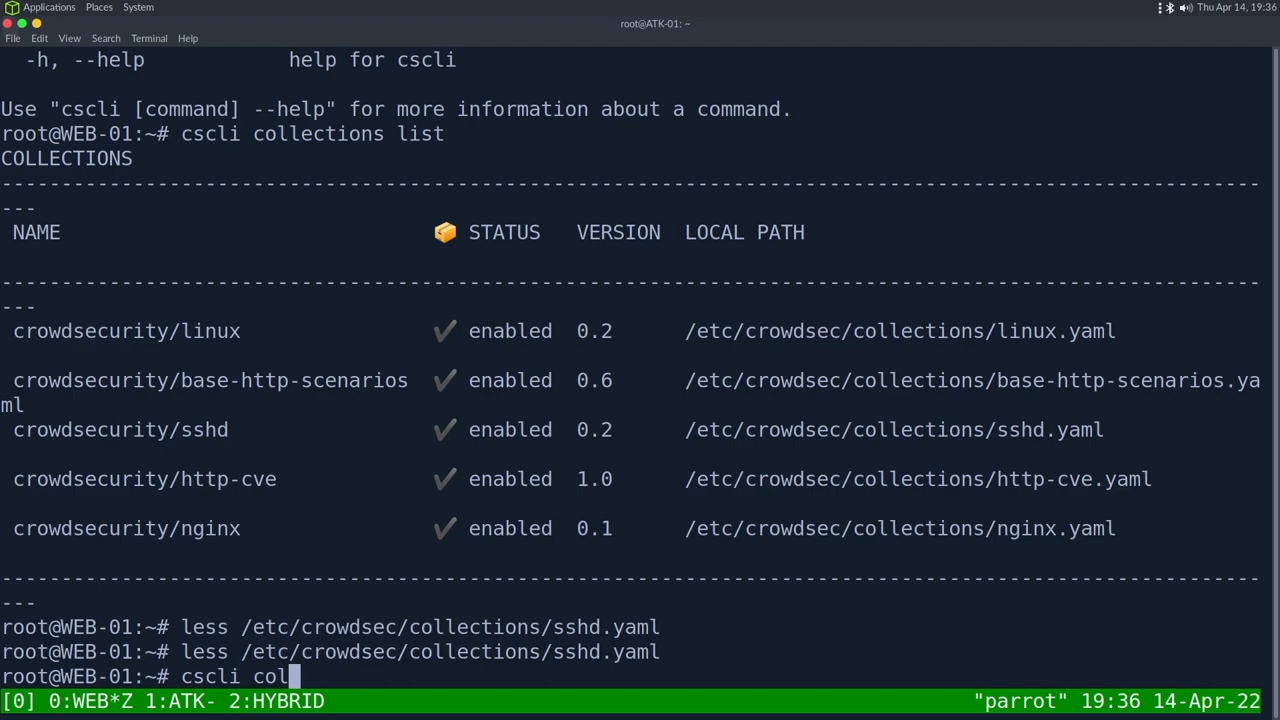 Applications Places System
Thu Apr 14, 19:36
root@ATK-01: ~
File Edit View Search Terminal Help
-h, --help help for cscli
Use "cscli [command] --help" for more information about a command.
root@WEB-01:~# cscli collections list
COLLECTIONS
---------------------------------------------------------------------------------------------------------
---
NAME 📦 STATUS VERSION LOCAL PATH
---------------------------------------------------------------------------------------------------------
---
crowdsecurity/linux ✔ enabled 0.2 /etc/crowdsec/collections/linux.yaml
crowdsecurity/base-http-scenarios ✔ enabled 0.6 /etc/crowdsec/collections/base-http-scenarios.ya
ml
crowdsecurity/sshd ✔ enabled 0.2 /etc/crowdsec/collections/sshd.yaml
crowdsecurity/http-cve ✔ enabled 1.0 /etc/crowdsec/collections/http-cve.yaml
crowdsecurity/nginx ✔ enabled 0.1 /etc/crowdsec/collections/nginx.yaml
---------------------------------------------------------------------------------------------------------
---
root@WEB-01:~# less /etc/crowdsec/collections/sshd.yaml
root@WEB-01:~# less /etc/crowdsec/collections/sshd.yaml
root@WEB-01:~# cscli col
[0] 0:WEB*Z 1:ATK- 2:HYBRID "parrot" 19:36 14-Apr-22